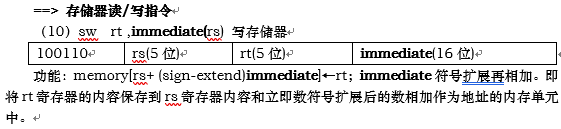 ==> 存储器读/写指令
（10）sw rt ,immediate(rs) 写存储器
100110 rs(5 位) rt(5 位) immediate(16 位)
功能：memory[rs+ (sign-extend)immediate]←rt；immediate 符号扩展再相加。即
将 rt 寄存器的内容保存到 rs 寄存器内容和立即数符号扩展后的数相加作为地址的内存单元
中。